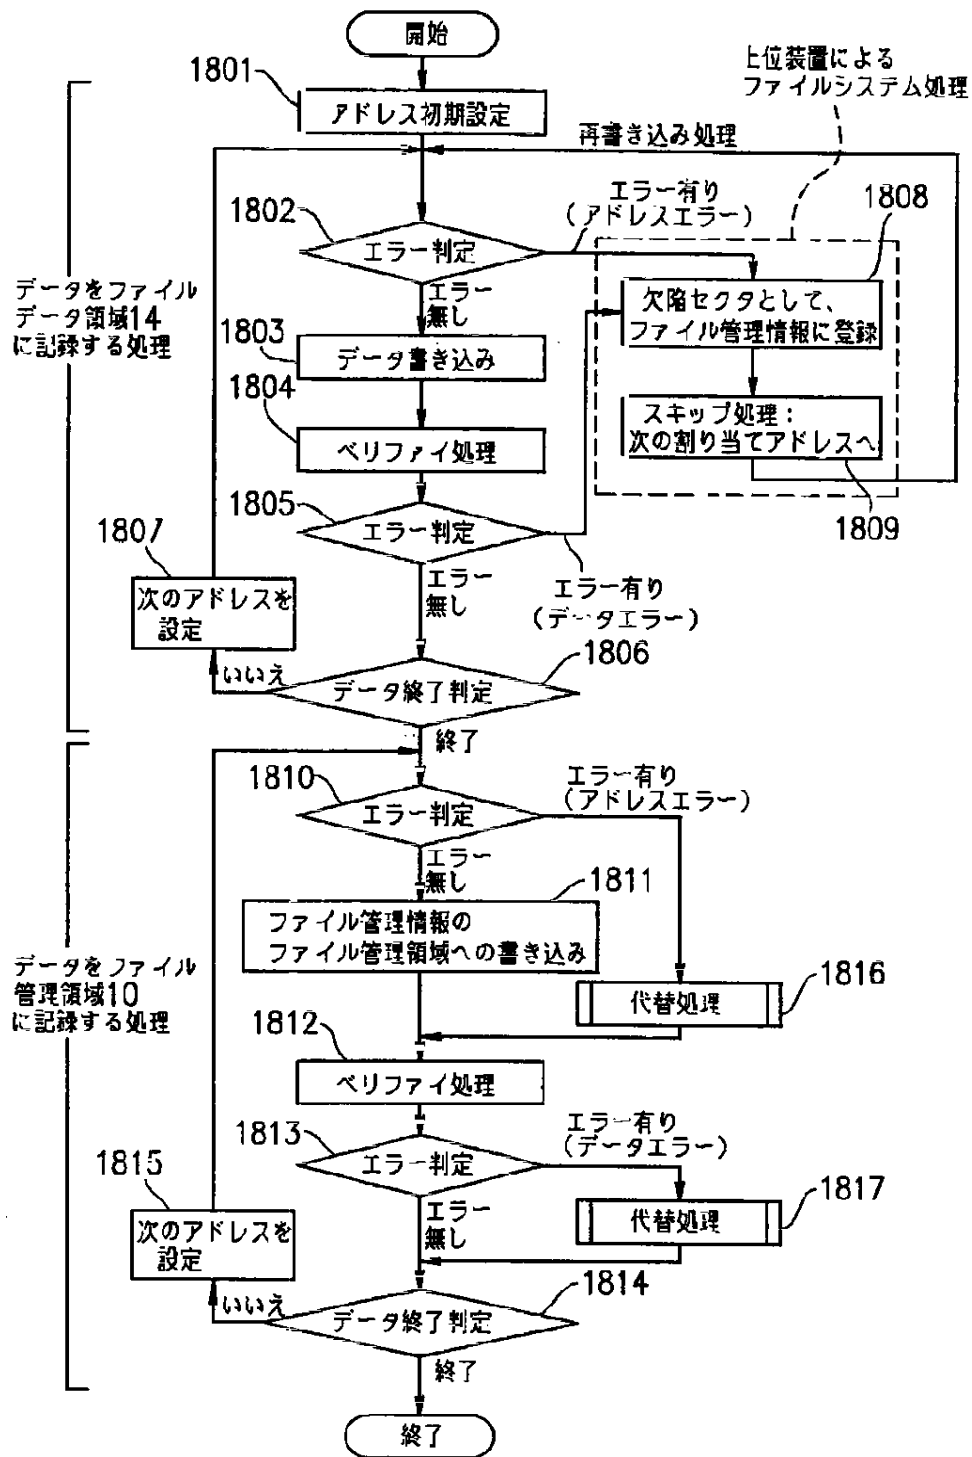 開始
1801
アドレス初期設定
上位装置による
ファイルシステム処理
再書き込み処理
1802
エラー判定
エラー有り
(アドレスエラー)
1808
欠陥セクタとして、
ファイル管理情報に登録
エラー
無し
データをファイル
データ領域14
に記録する処理
1803
データ書き込み
1804
ベリファイ処理
スキップ処理:
次の割り当てアドレスへ
1809
1805
エラー判定
エラー有り
(データエラー)
エラー
無し
1807
次のアドレスを
設定
いいえ
1806
データ終了判定
終了
1810
エラー判定
エラー有り
(アドレスエラー)
エラー
無し
1811
ファイル管理情報の
ファイル管理領域への書き込み
データをファイル
管理領域10
に記録する処理
1816
代替処理
1812
ベリファイ処理
1813
エラー判定
エラー有り
(データエラー)
エラー
無し
1817
代替処理
1815
次のアドレスを
設定
いいえ
1814
データ終了判定
終了
終了